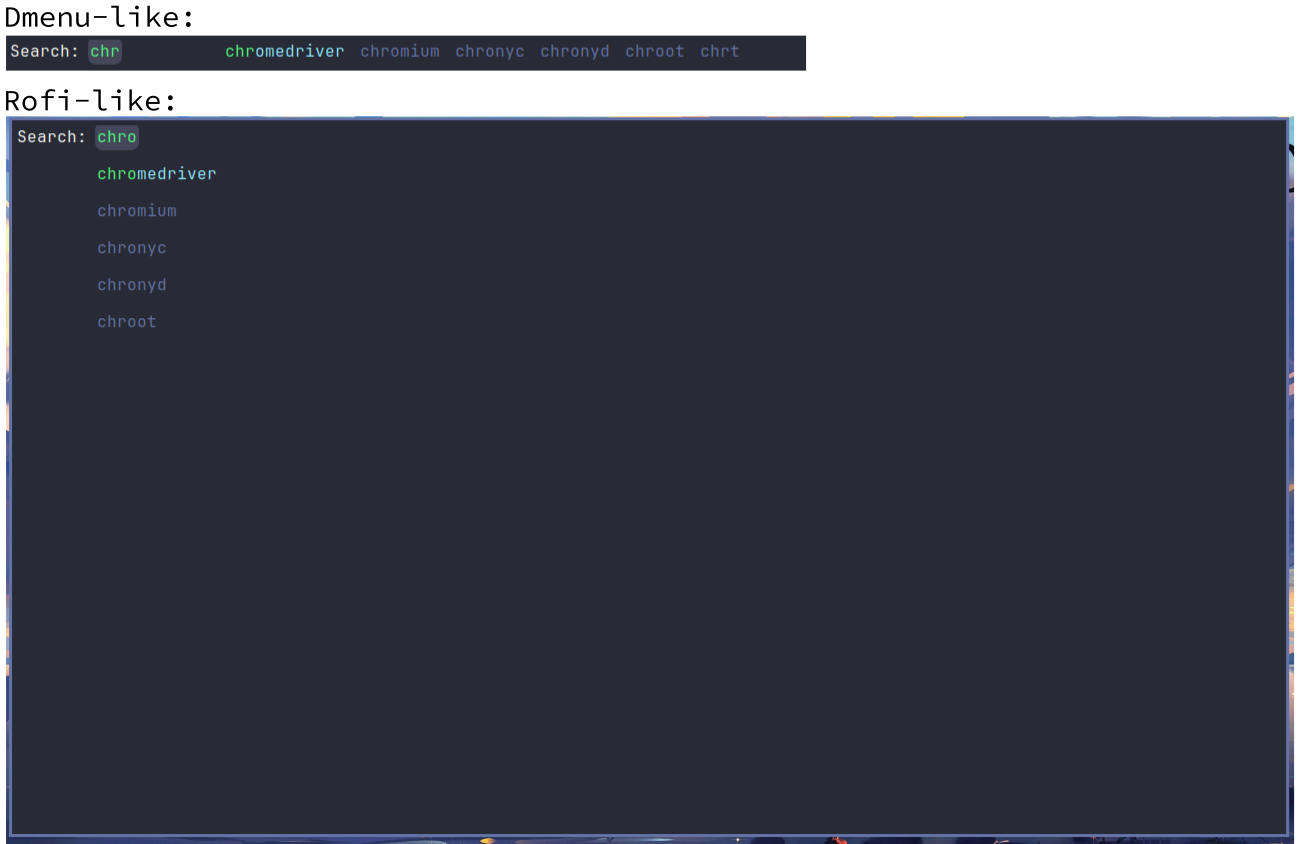 Dmenu-like:
Search: chr chromedriver chromium chronyc chronyd chroot chrt
Rofi-like:
Search: chro
chromedriver
chromium
chronyc
chronyd
chroot